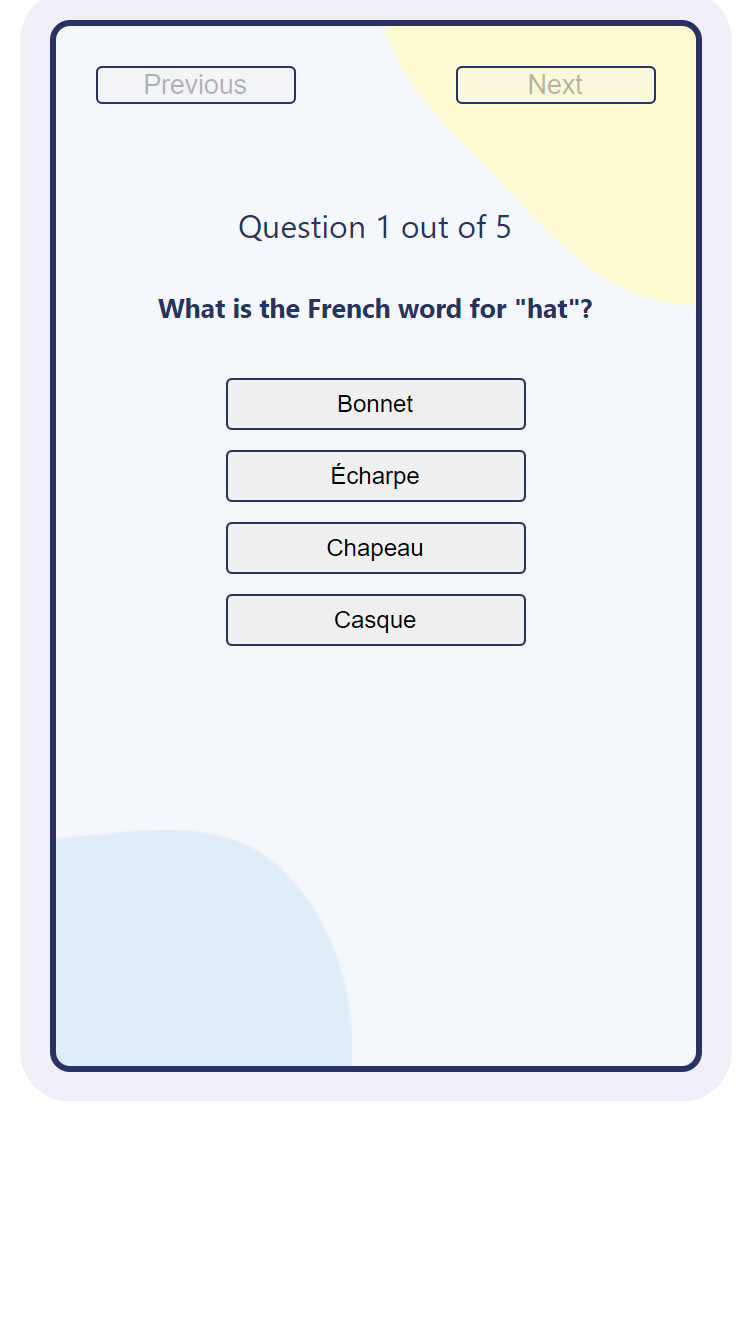 Previous
Next
Question 1 out of 5
What is the French word for "hat"?
Bonnet
Écharpe
Chapeau
Casque